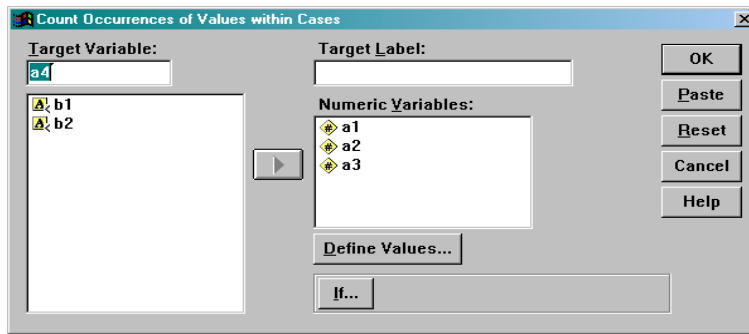 Count Occurrences of Values within Cases
Target Variable:
a4
b1
b2
Target Label:
Numeric Variables:
a1
a2
a3
Define Values...
If...
OK
Paste
Reset
Cancel
Help